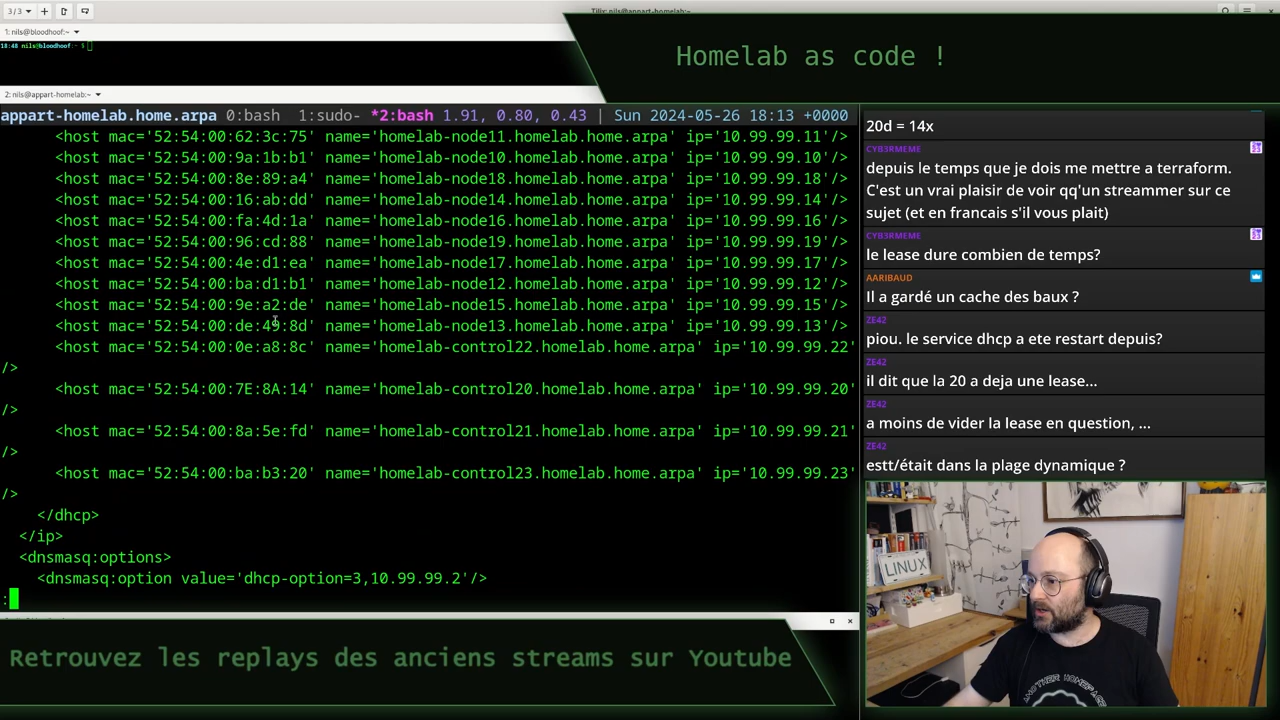 3 / 3
Tilix: nils@appart-homelab:~
1: nils@bloodhoof:~
18:48 nils@bloodhoof:~ $
Homelab as code !
2: nils@appart-homelab:~
appart-homelab.home.arpa 0:bash 1:sudo- *2:bash 1.91, 0.80, 0.43 | Sun 2024-05-26 18:13 +0000
<host mac='52:54:00:62:3c:75' name='homelab-node11.homelab.home.arpa' ip='10.99.99.11'/>
<host mac='52:54:00:9a:1b:b1' name='homelab-node10.homelab.home.arpa' ip='10.99.99.10'/>
<host mac='52:54:00:8e:89:a4' name='homelab-node18.homelab.home.arpa' ip='10.99.99.18'/>
<host mac='52:54:00:16:ab:dd' name='homelab-node14.homelab.home.arpa' ip='10.99.99.14'/>
<host mac='52:54:00:fa:4d:1a' name='homelab-node16.homelab.home.arpa' ip='10.99.99.16'/>
<host mac='52:54:00:96:cd:88' name='homelab-node19.homelab.home.arpa' ip='10.99.99.19'/>
<host mac='52:54:00:4e:d1:ea' name='homelab-node17.homelab.home.arpa' ip='10.99.99.17'/>
<host mac='52:54:00:ba:d1:b1' name='homelab-node12.homelab.home.arpa' ip='10.99.99.12'/>
<host mac='52:54:00:9e:a2:de' name='homelab-node15.homelab.home.arpa' ip='10.99.99.15'/>
<host mac='52:54:00:de:49:8d' name='homelab-node13.homelab.home.arpa' ip='10.99.99.13'/>
<host mac='52:54:00:0e:a8:8c' name='homelab-control22.homelab.home.arpa' ip='10.99.99.22'
/>
<host mac='52:54:00:7E:8A:14' name='homelab-control20.homelab.home.arpa' ip='10.99.99.20'
/>
<host mac='52:54:00:8a:5e:fd' name='homelab-control21.homelab.home.arpa' ip='10.99.99.21'
/>
<host mac='52:54:00:ba:b3:20' name='homelab-control23.homelab.home.arpa' ip='10.99.99.23'
/>
</dhcp>
</ip>
<dnsmasq:options>
<dnsmasq:option value='dhcp-option=3,10.99.99.2'/>
:
20d = 14x
CYB3RMEME
depuis le temps que je dois me mettre a terraform.
C'est un vrai plaisir de voir qq'un streammer sur ce
sujet (et en francais s'il vous plait)
CYB3RMEME
le lease dure combien de temps?
AARIBAUD
Il a gardé un cache des baux ?
ZE42
piou. le service dhcp a ete restart depuis?
ZE42
il dit que la 20 a deja une lease...
ZE42
a moins de vider la lease en question, ...
ZE42
estt/était dans la plage dynamique ?
LINUX
Retrouvez les replays des anciens streams sur Youtube